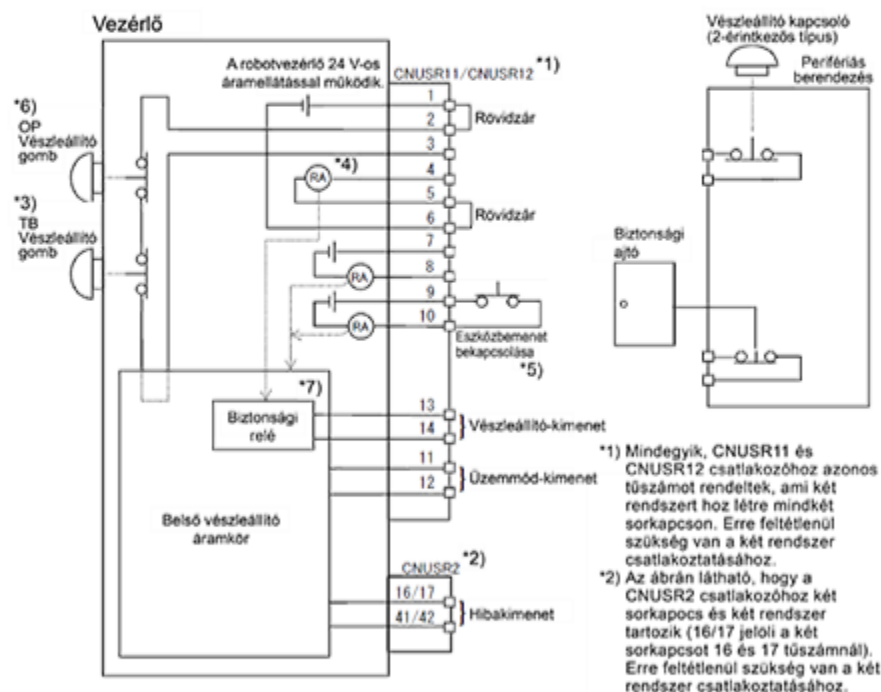 Vezérlő
A robotvezérlő 24 V-os
áramellátással működik.
CNUSR11/CNUSR12
*1)
1
2
3
4
5
6
7
8
9
10
Rövidzár
Rövidzár
*6)
OP
Vészleállító
gomb
*3)
TB
Vészleállító
gomb
RA
*4)
RA
RA
Eszközbemenet
bekapcsolása
*5)
*7)
Biztonsági
relé
13
14
Vészleállító-kimenet
11
12
Üzemmód-kimenet
Belső vészleállító
áramkör
CNUSR2
*2)
16/17
41/42
Hibakimenet
Vészleállító kapcsoló
(2-érintkezős típus)
Perifériás
berendezés
Biztonsági
ajtó
*1) Mindegyik, CNUSR11 és
CNUSR12 csatlakozóhoz azonos
tűszámot rendeltek, ami két
rendszert hoz létre mindkét
sorkapcson. Erre feltétlenül
szükség van a két rendszer
csatlakoztatásához.
*2) Az ábrán látható, hogy a
CNUSR2 csatlakozóhoz két
sorkapocs és két rendszer
tartozik (16/17 jelöli a két
sorkapcsot 16 és 17 tűszámnál).
Erre feltétlenül szükség van a két
rendszer csatlakoztatásához.